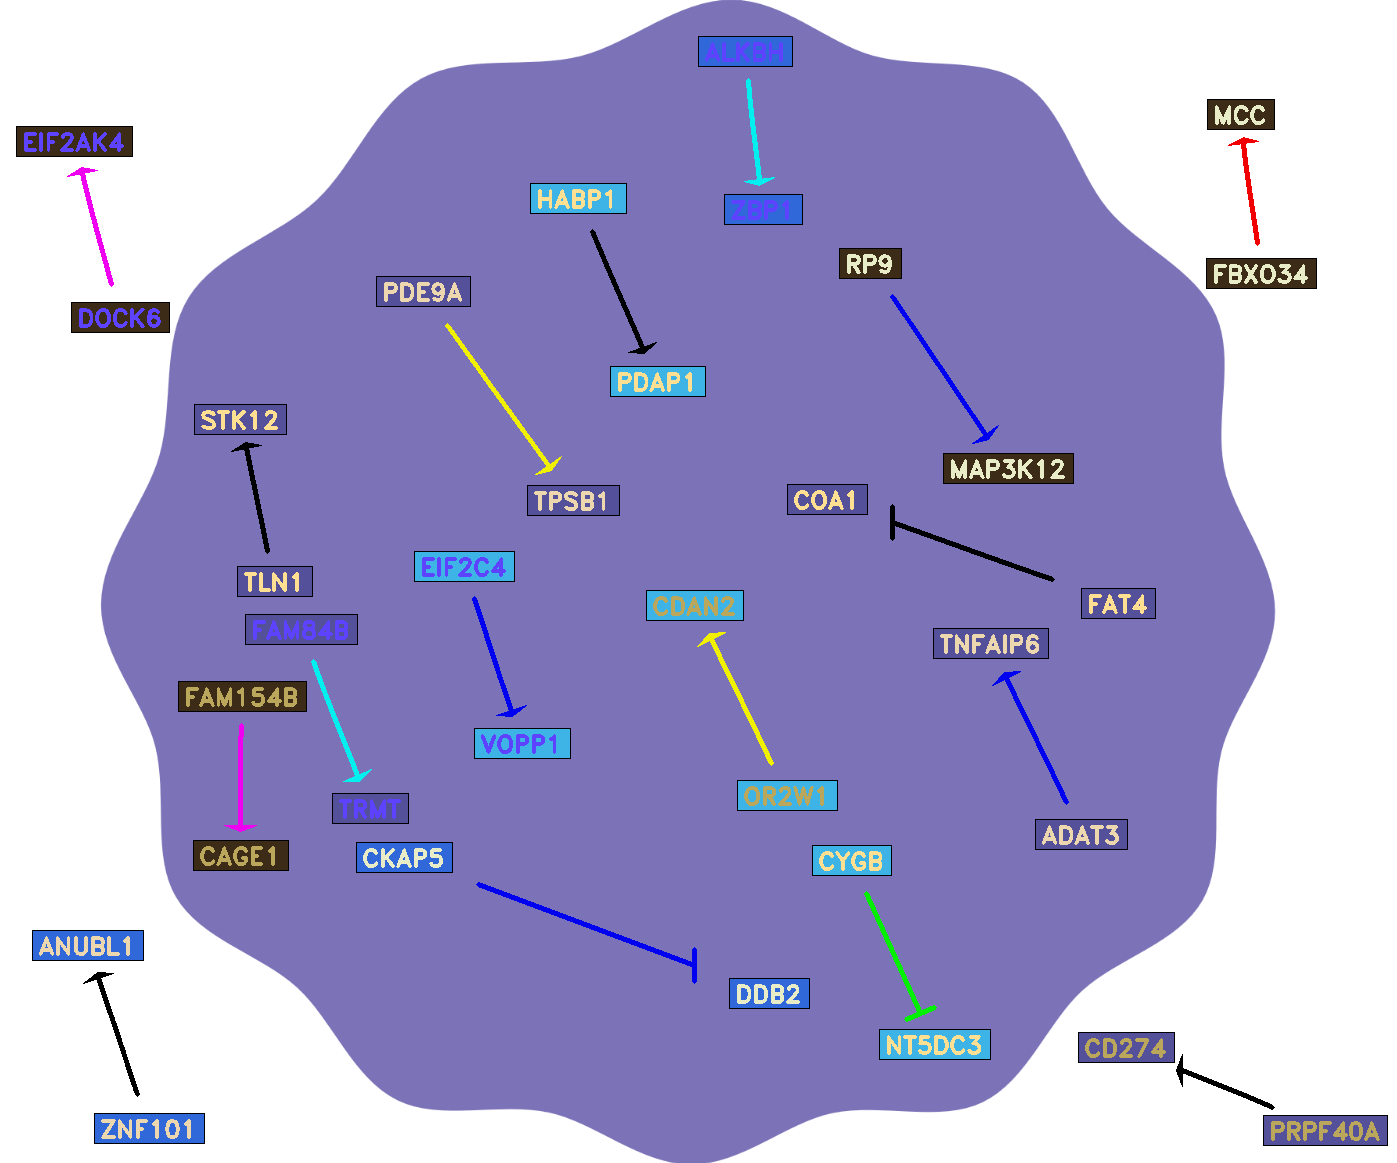 ALKBH
MCC
EIF2AK4
HABP1
ZBP1
RP9
FBXO34
PDE9A
DOCK6
PDAP1
STK12
MAP3K12
TPSB1
COA1
EIF2C4
TLN1
CDAN2
FAT4
FAM84B
TNFAIP6
FAM154B
VOPP1
OR2W1
TRMT
ADAT3
CAGE1
CKAP5
CYGB
ANUBL1
DDB2
NT5DC3
CD274
ZNF101
PRPF40A